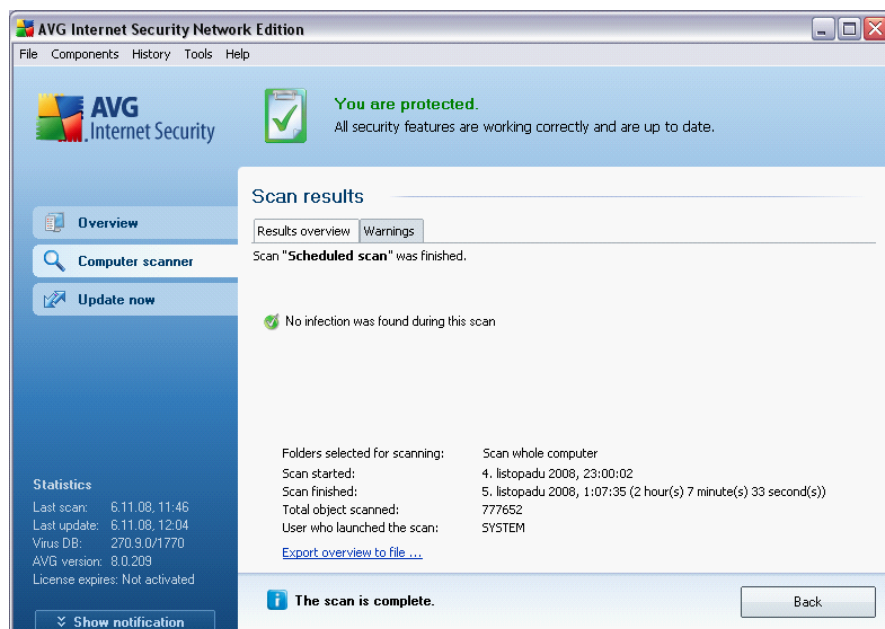 AVG Internet Security Network Edition
File Components History Tools Help
AVG
Internet Security
You are protected.
All security features are working correctly and are up to date.
Overview
Computer scanner
Update now
Scan results
Results overview Warnings
Scan "Scheduled scan" was finished.
No infection was found during this scan
Folders selected for scanning: Scan whole computer
Scan started: 4. listopadu 2008, 23:00:02
Scan finished: 5. listopadu 2008, 1:07:35 (2 hour(s) 7 minute(s) 33 second(s))
Total object scanned: 777652
User who launched the scan: SYSTEM
Export overview to file ...
Statistics
Last scan: 6.11.08, 11:46
Last update: 6.11.08, 12:04
Virus DB: 270.9.0/1770
AVG version: 8.0.209
License expires: Not activated
Show notification
The scan is complete.
Back